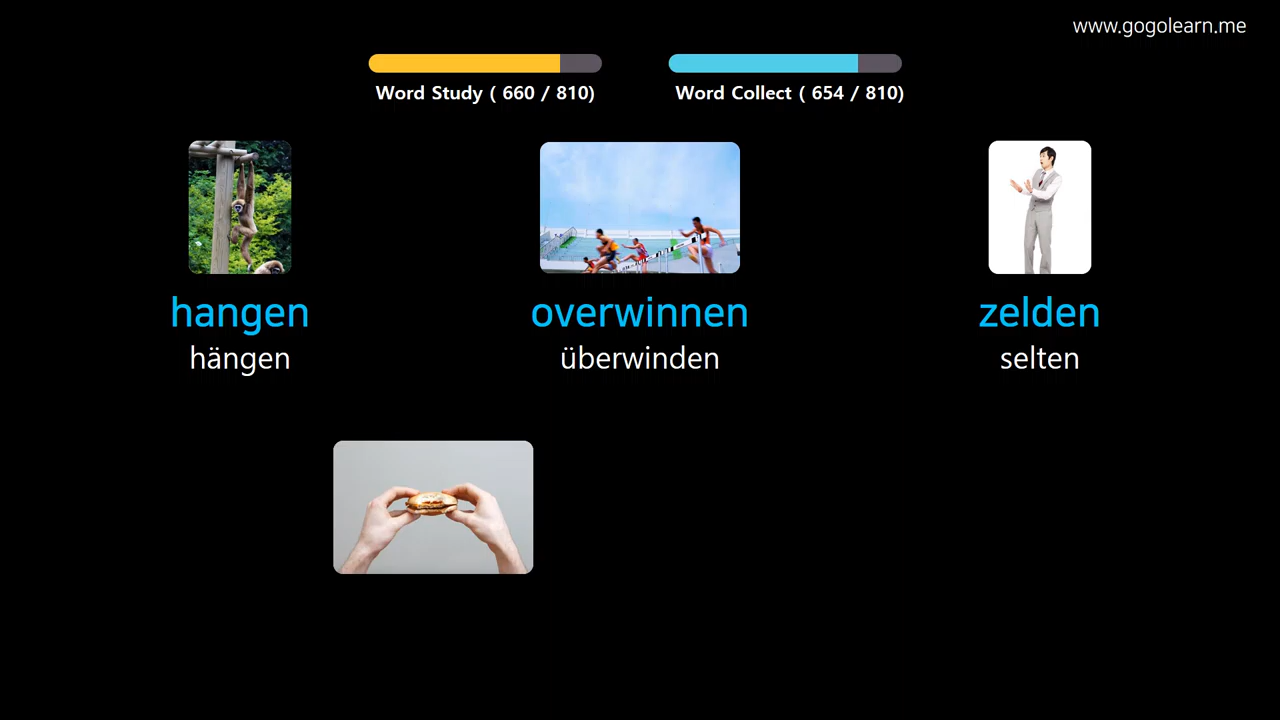 www.gogolearn.me
Word Study ( 660 / 810)
Word Collect ( 654 / 810)
hangen
hängen
overwinnen
überwinden
zelden
selten